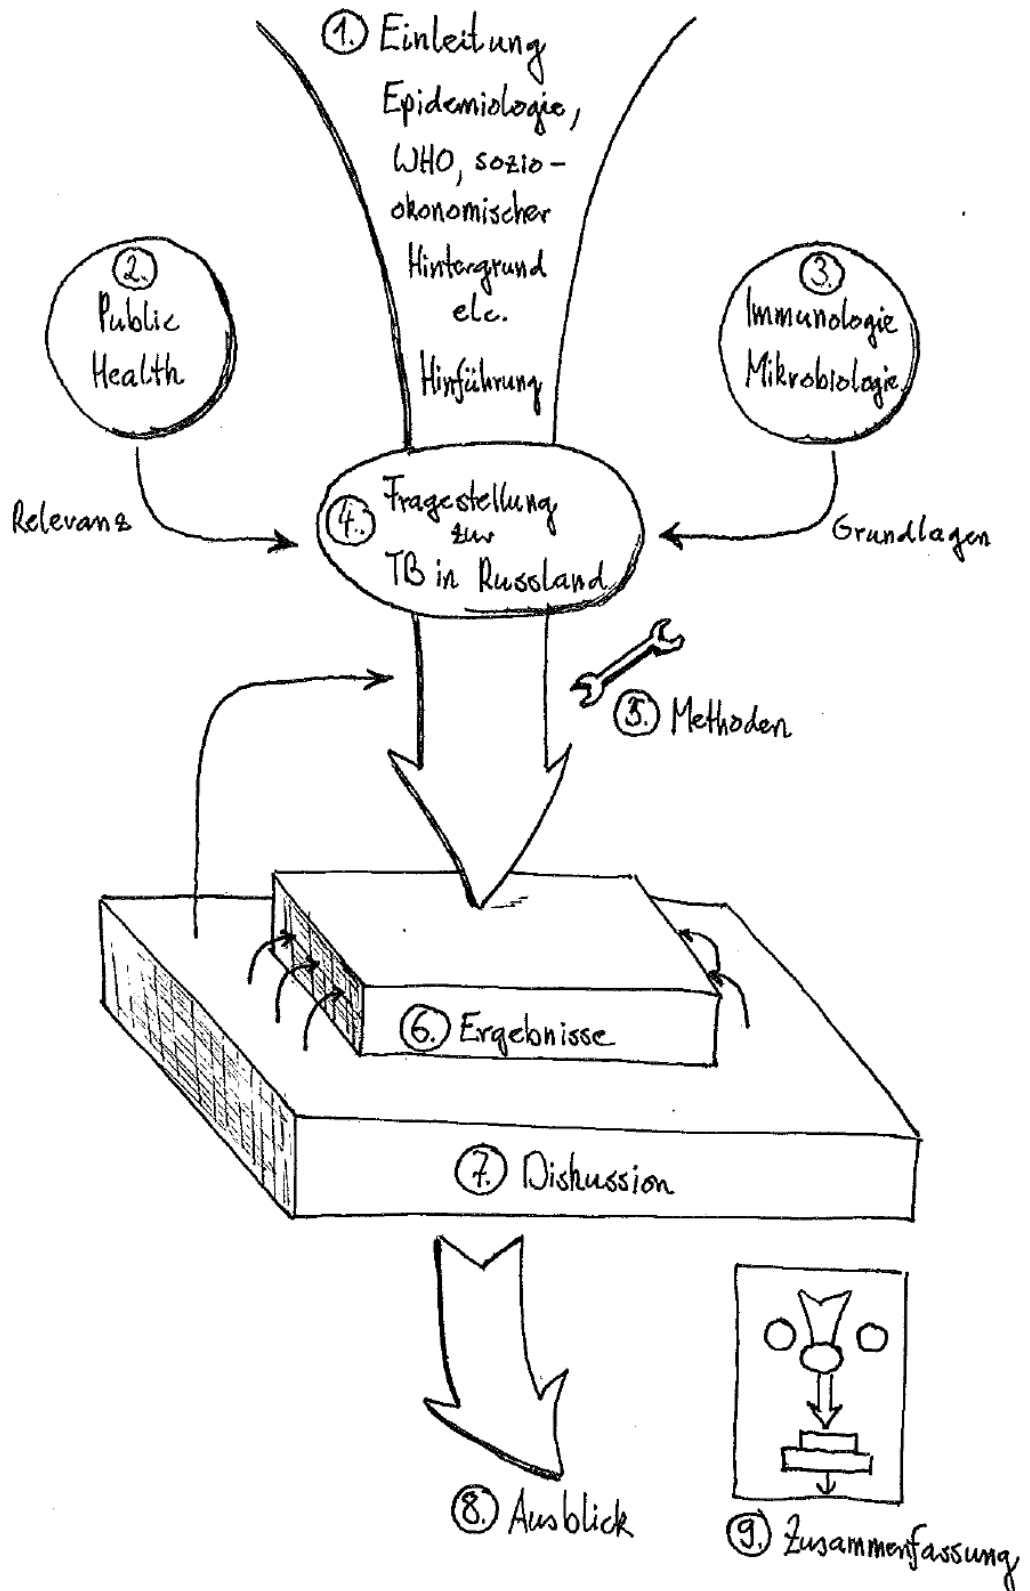 1. Einleitung
Epidemiologie,
WHO, sozio-
ökonomischer
Hintergrund
etc.
Hinführung
2.
Public
Health
3.
Immunologie
Mikrobiologie
Relevanz
4. Fragestellung
zur
TB in Russland
Grundlagen
5. Methoden
6. Ergebnisse
7. Diskussion
8. Ausblick
9. Zusammenfassung